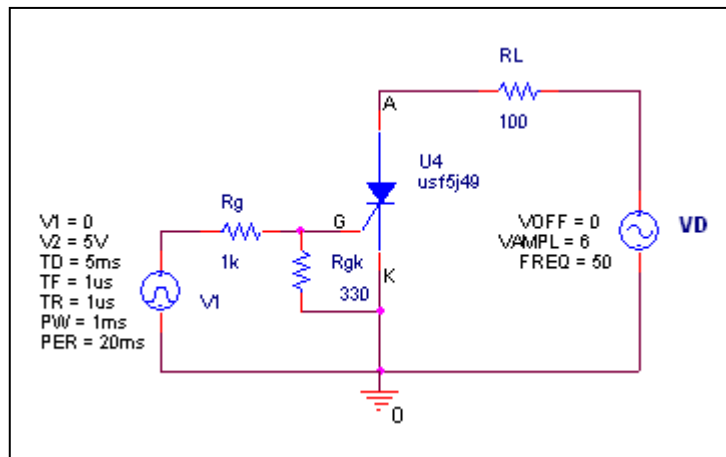 RL
A
100
U4
usf5j49
Rg
G
1k
Rgk
330
K
V1 = 0
V2 = 5V
TD = 5ms
TF = 1us
TR = 1us
PW = 1ms
PER = 20ms
V1
VOFF = 0
VAMPL = 6
FREQ = 50
VD
0